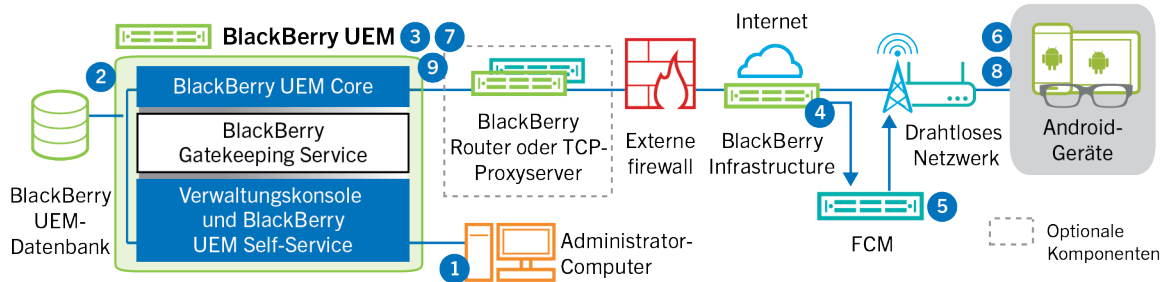 BlackBerry UEM 3 7
2
9
BlackBerry UEM Core
BlackBerry
Gatekeeping Service
Verwaltungskonsole
und BlackBerry
UEM Self-Service
BlackBerry
UEM-
Datenbank
BlackBerry
Router oder TCP-
Proxyserver
1
Administrator-
Computer
Externe
firewall
Internet
4
BlackBerry
Infrastructure
5
FCM
Drahtloses
Netzwerk
6
8
Android-
Geräte
Optionale
Komponenten